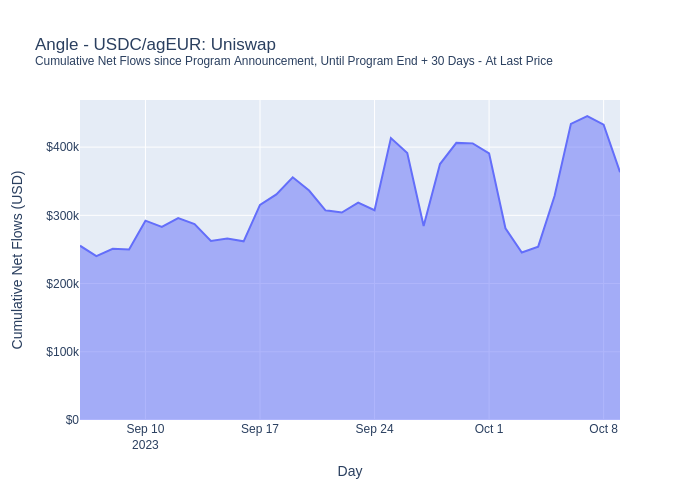 Angle - USDC/agEUR: Uniswap
Cumulative Net Flows since Program Announcement, Until Program End + 30 Days - At Last Price
Cumulative Net Flows (USD)
$400k
$300k
$200k
$100k
$0
Sep 10 Sep 17 Sep 24 Oct 1 Oct 8
2023
Day